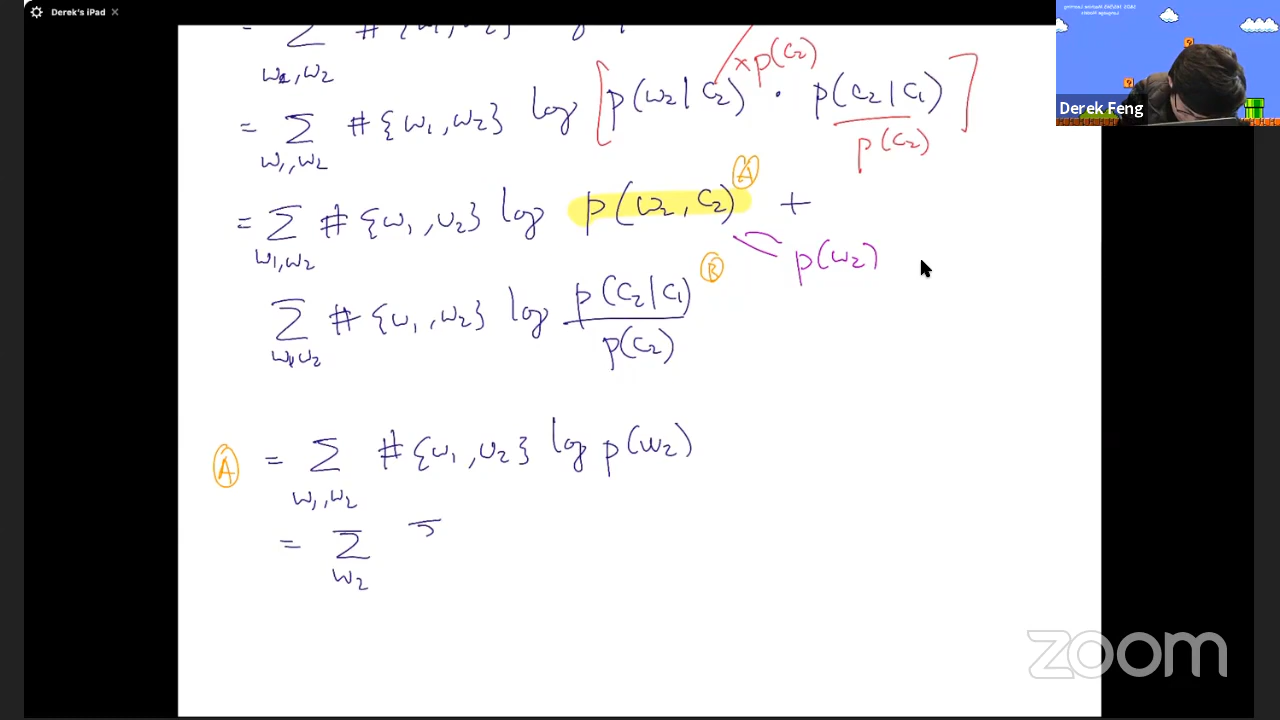 Derek's iPad
w₁,w₂
×p(c₂)
= Σ #{w₁,w₂} log [p(w₂|c₂) · p(c₂|c₁)]
w₁,w₂
p(c₂)
Derek Feng
A
= Σ #{w₁,w₂} log p(w₂,c₂) +
w₁,w₂
p(w₂)
B
Σ #{w₁,w₂} log p(c₂|c₁)
w₁,w₂
p(c₂)
A = Σ #{w₁,w₂} log p(w₂)
w₁,w₂
= Σ
w₂
zoom